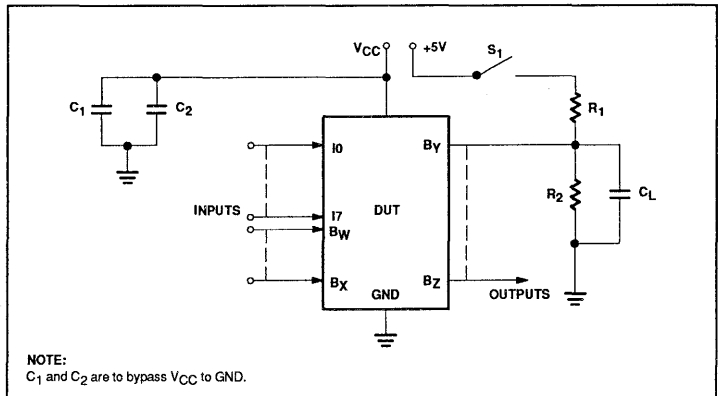 VCC +5V S1
C1 C2 R1
I0 BY
INPUTS I7 DUT R2 CL
BW
BX GND BZ OUTPUTS
NOTE:
C1 and C2 are to bypass VCC to GND.